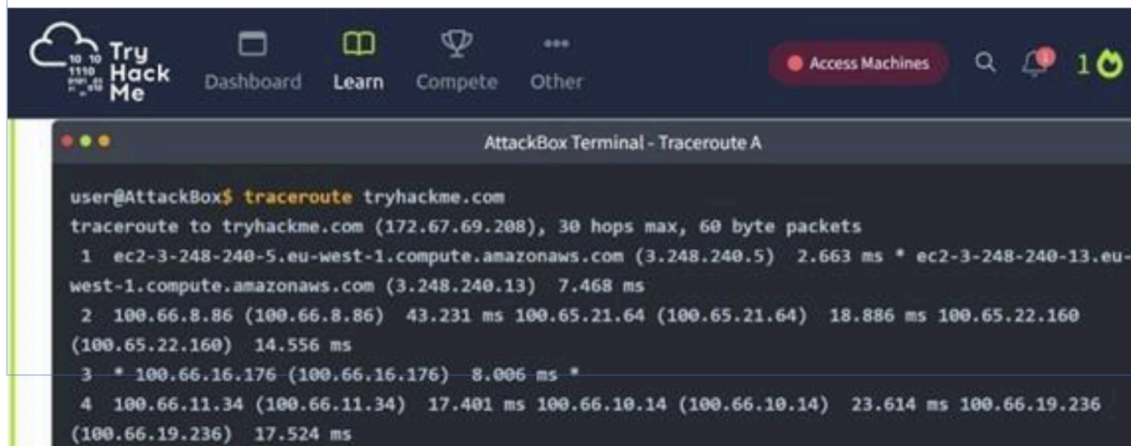 Try
Hack
Me
Dashboard
Learn
Compete
Other
Access Machines
1
AttackBox Terminal - Traceroute A
user@AttackBox$ traceroute tryhackme.com
traceroute to tryhackme.com (172.67.69.208), 30 hops max, 60 byte packets
1 ec2-3-248-240-5.eu-west-1.compute.amazonaws.com (3.248.240.5) 2.663 ms * ec2-3-248-240-13.eu-
west-1.compute.amazonaws.com (3.248.240.13) 7.468 ms
2 100.66.8.86 (100.66.8.86) 43.231 ms 100.65.21.64 (100.65.21.64) 18.886 ms 100.65.22.160
(100.65.22.160) 14.556 ms
3 * 100.66.16.176 (100.66.16.176) 8.006 ms *
4 100.66.11.34 (100.66.11.34) 17.401 ms 100.66.10.14 (100.66.10.14) 23.614 ms 100.66.19.236
(100.66.19.236) 17.524 ms